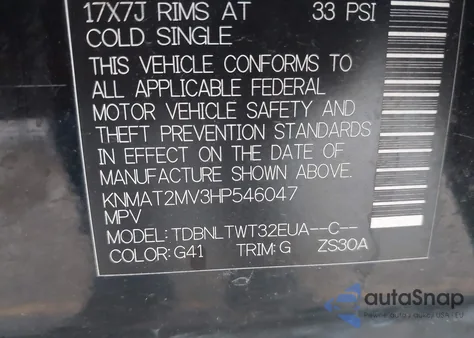 17X7J RIMS AT 33 PSI
COLD SINGLE
THIS VEHICLE CONFORMS TO
ALL APPLICABLE FEDERAL
MOTOR VEHICLE SAFETY AND
THEFT PREVENTION STANDARDS
IN EFFECT ON THE DATE OF
MANUFACTURE SHOWN ABOVE.
KNMAT2MV3HP546047
MPV
MODEL: TDBNLTWT32EUA--C--
COLOR: G41 TRIM: G ZS30A
autoSnap